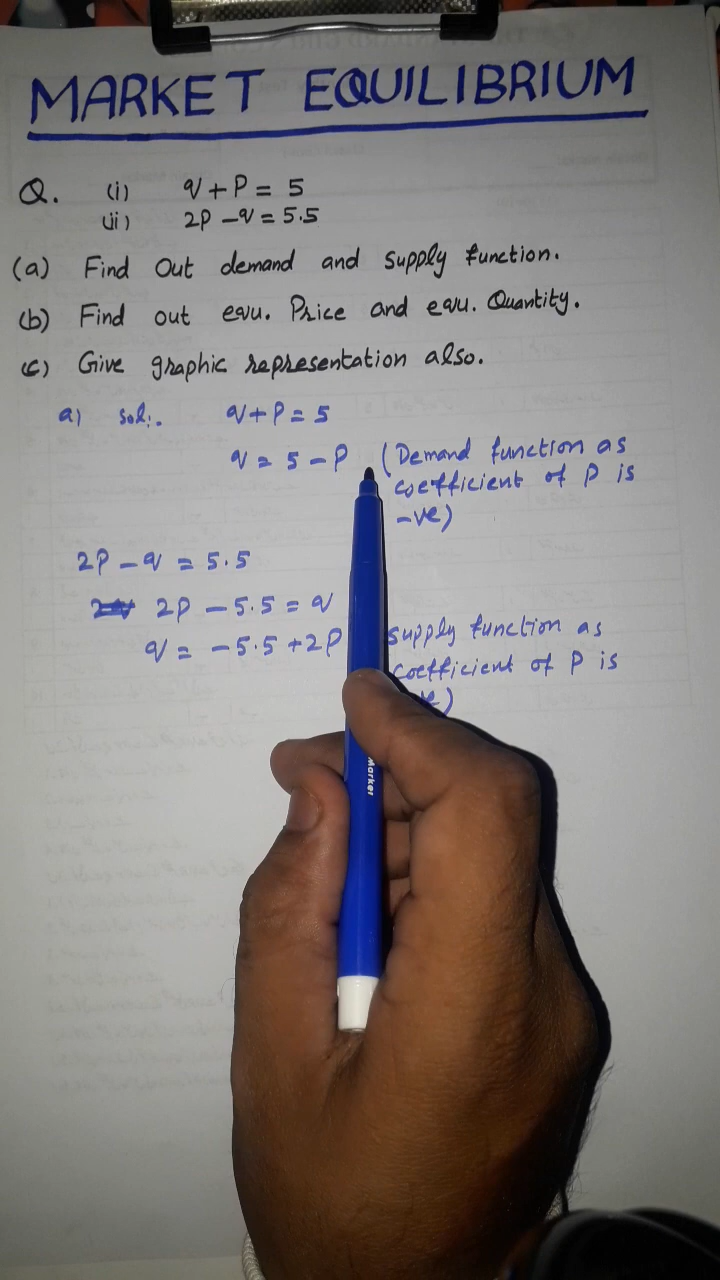 MARKET EQUILIBRIUM
Q. (i) q + P = 5
(ii) 2P - q = 5.5
(a) Find Out demand and supply function.
(b) Find out equ. Price and equ. Quantity.
(c) Give graphic representation also.
a) Sol:. q + P = 5
q = 5 - P (Demand function as
coefficient of P is
-ve)
2P - q = 5.5
2P - 5.5 = q
q = -5.5 + 2P supply function as
coefficient of P is
Marker